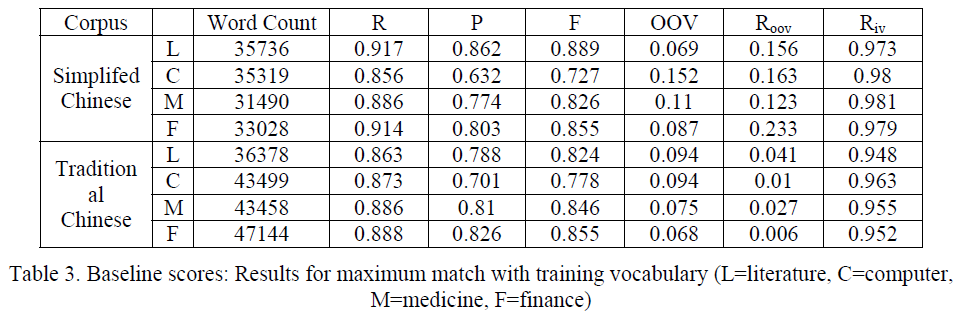 Corpus Word Count R P F OOV Roov Riv
Simplifed Chinese L 35736 0.917 0.862 0.889 0.069 0.156 0.973
C 35319 0.856 0.632 0.727 0.152 0.163 0.98
M 31490 0.886 0.774 0.826 0.11 0.123 0.981
F 33028 0.914 0.803 0.855 0.087 0.233 0.979
Tradition al Chinese L 36378 0.863 0.788 0.824 0.094 0.041 0.948
C 43499 0.873 0.701 0.778 0.094 0.01 0.963
M 43458 0.886 0.81 0.846 0.075 0.027 0.955
F 47144 0.888 0.826 0.855 0.068 0.006 0.952
Table 3. Baseline scores: Results for maximum match with training vocabulary (L=literature, C=computer,
M=medicine, F=finance)